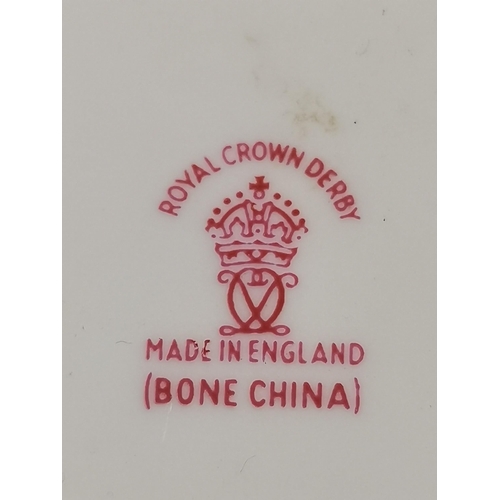 ROYAL CROWN DERBY
MADE IN ENGLAND
(BONE CHINA)